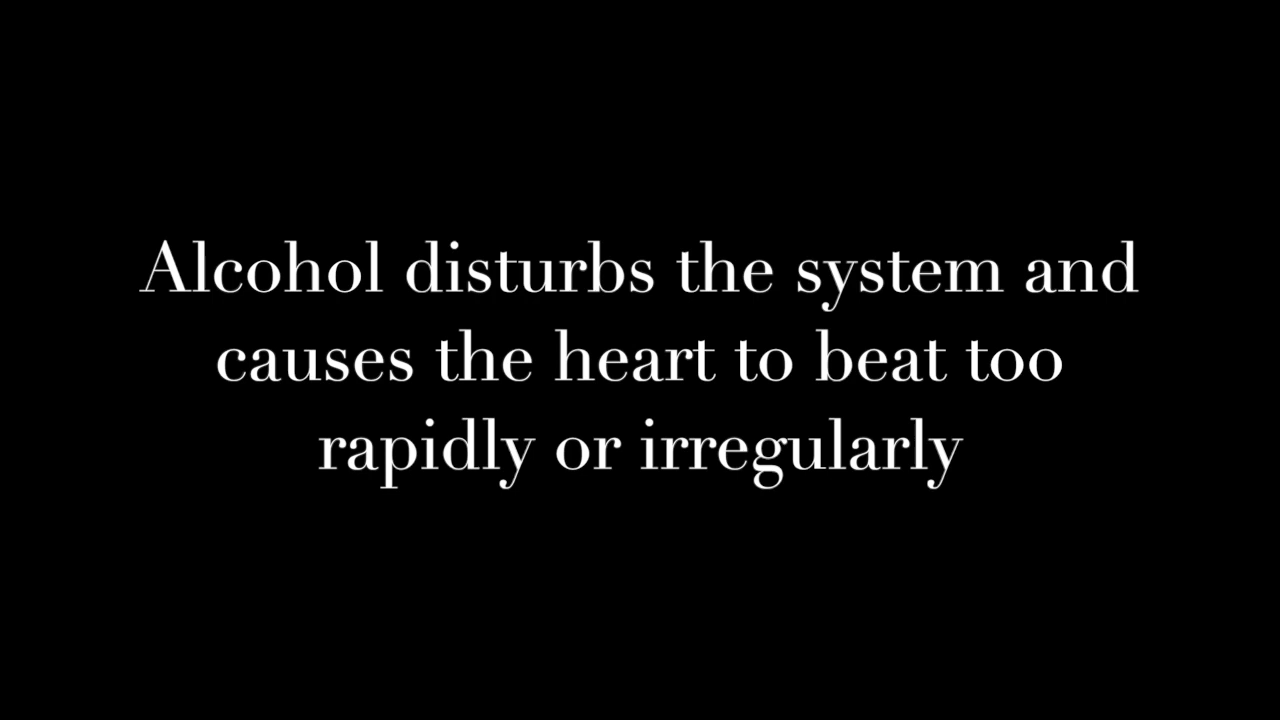 Alcohol disturbs the system and
causes the heart to beat too
rapidly or irregularly